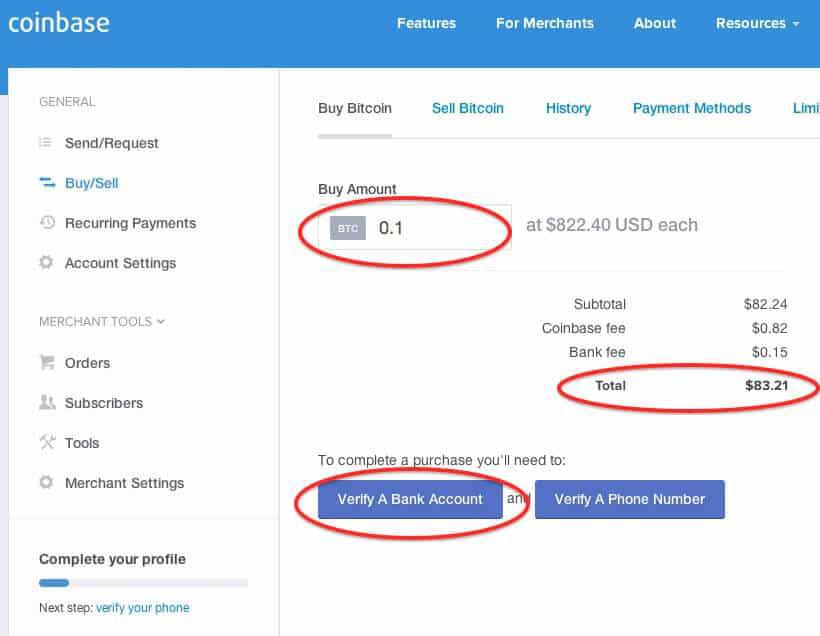 coinbase
Features For Merchants About Resources
GENERAL
Send/Request
Buy/Sell
Recurring Payments
Account Settings
MERCHANT TOOLS
Orders
Subscribers
Tools
Merchant Settings
Complete your profile
Next step: verify your phone
Buy Bitcoin Sell Bitcoin History Payment Methods Limi
Buy Amount
BTC 0.1 at $822.40 USD each
Subtotal $82.24
Coinbase fee $0.82
Bank fee $0.15
Total $83.21
To complete a purchase you'll need to:
Verify A Bank Account and Verify A Phone Number